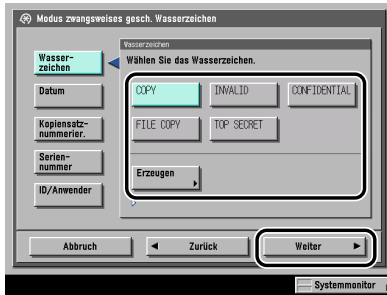 Modus zwangsweises gesch. Wasserzeichen
Wasserzeichen
Wasser-
zeichen
Wählen Sie das Wasserzeichen.
Datum
COPY
INVALID
CONFIDENTIAL
Kopiensatz-
nummerier.
FILE COPY
TOP SECRET
Serien-
nummer
Erzeugen
ID/Anwender
Abbruch
Zurück
Weiter
Systemmonitor